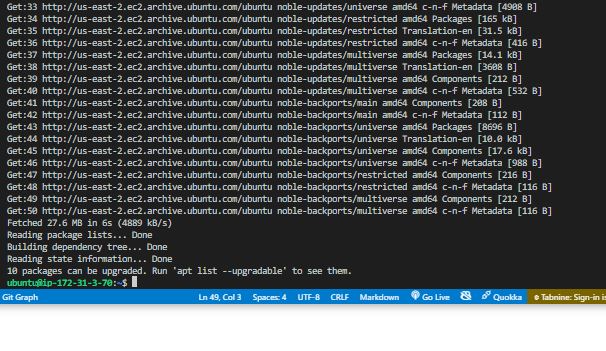 Get:33 http://us-east-2.ec2.archive.ubuntu.com/ubuntu noble-updates/universe amd64 c-n-f Metadata [4908 B]
Get:34 http://us-east-2.ec2.archive.ubuntu.com/ubuntu noble-updates/restricted amd64 Packages [165 kB]
Get:35 http://us-east-2.ec2.archive.ubuntu.com/ubuntu noble-updates/restricted Translation-en [31.5 kB]
Get:36 http://us-east-2.ec2.archive.ubuntu.com/ubuntu noble-updates/restricted amd64 c-n-f Metadata [416 B]
Get:37 http://us-east-2.ec2.archive.ubuntu.com/ubuntu noble-updates/multiverse amd64 Packages [14.1 kB]
Get:38 http://us-east-2.ec2.archive.ubuntu.com/ubuntu noble-updates/multiverse Translation-en [3608 B]
Get:39 http://us-east-2.ec2.archive.ubuntu.com/ubuntu noble-updates/multiverse amd64 Components [212 B]
Get:40 http://us-east-2.ec2.archive.ubuntu.com/ubuntu noble-updates/multiverse amd64 c-n-f Metadata [532 B]
Get:41 http://us-east-2.ec2.archive.ubuntu.com/ubuntu noble-backports/main amd64 Components [208 B]
Get:42 http://us-east-2.ec2.archive.ubuntu.com/ubuntu noble-backports/main amd64 c-n-f Metadata [112 B]
Get:43 http://us-east-2.ec2.archive.ubuntu.com/ubuntu noble-backports/universe amd64 Packages [8696 B]
Get:44 http://us-east-2.ec2.archive.ubuntu.com/ubuntu noble-backports/universe Translation-en [10.0 kB]
Get:45 http://us-east-2.ec2.archive.ubuntu.com/ubuntu noble-backports/universe amd64 Components [17.6 kB]
Get:46 http://us-east-2.ec2.archive.ubuntu.com/ubuntu noble-backports/universe amd64 c-n-f Metadata [988 B]
Get:47 http://us-east-2.ec2.archive.ubuntu.com/ubuntu noble-backports/restricted amd64 Components [216 B]
Get:48 http://us-east-2.ec2.archive.ubuntu.com/ubuntu noble-backports/restricted amd64 c-n-f Metadata [116 B]
Get:49 http://us-east-2.ec2.archive.ubuntu.com/ubuntu noble-backports/multiverse amd64 Components [212 B]
Get:50 http://us-east-2.ec2.archive.ubuntu.com/ubuntu noble-backports/multiverse amd64 c-n-f Metadata [116 B]
Fetched 27.6 MB in 6s (4889 kB/s)
Reading package lists... Done
Building dependency tree... Done
Reading state information... Done
10 packages can be upgraded. Run 'apt list --upgradable' to see them.
ubuntu@ip-172-31-3-70:~$
Git Graph Ln 49, Col 3 Spaces: 4 UTF-8 CRLF Markdown Go Live Quokka Tabnine: Sign-in is